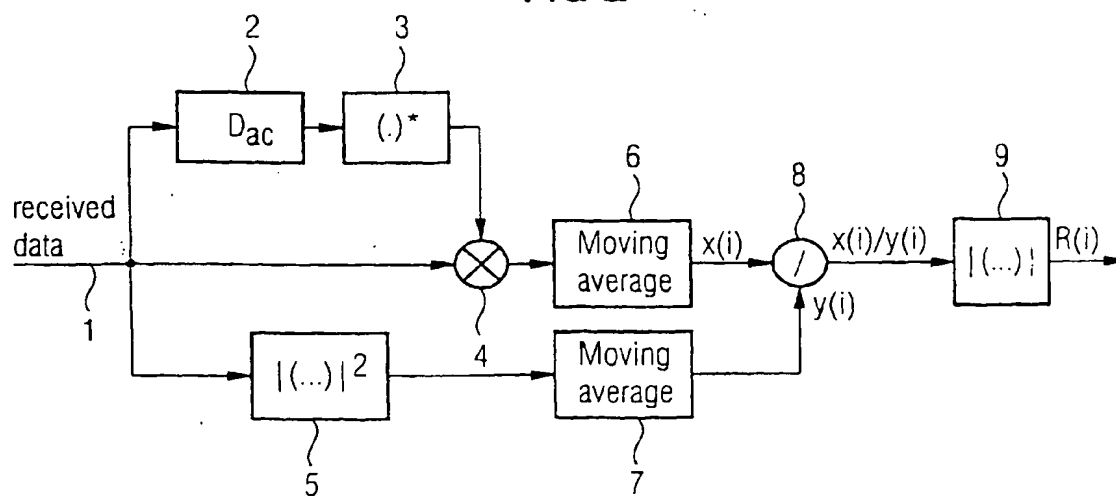 2
3
D_ac
(.)*
6
8
9
received
data
Moving
average
x(i)
/
x(i)/y(i)
|(...)|
R(i)
y(i)
1
4
|(...)|²
Moving
average
5
7